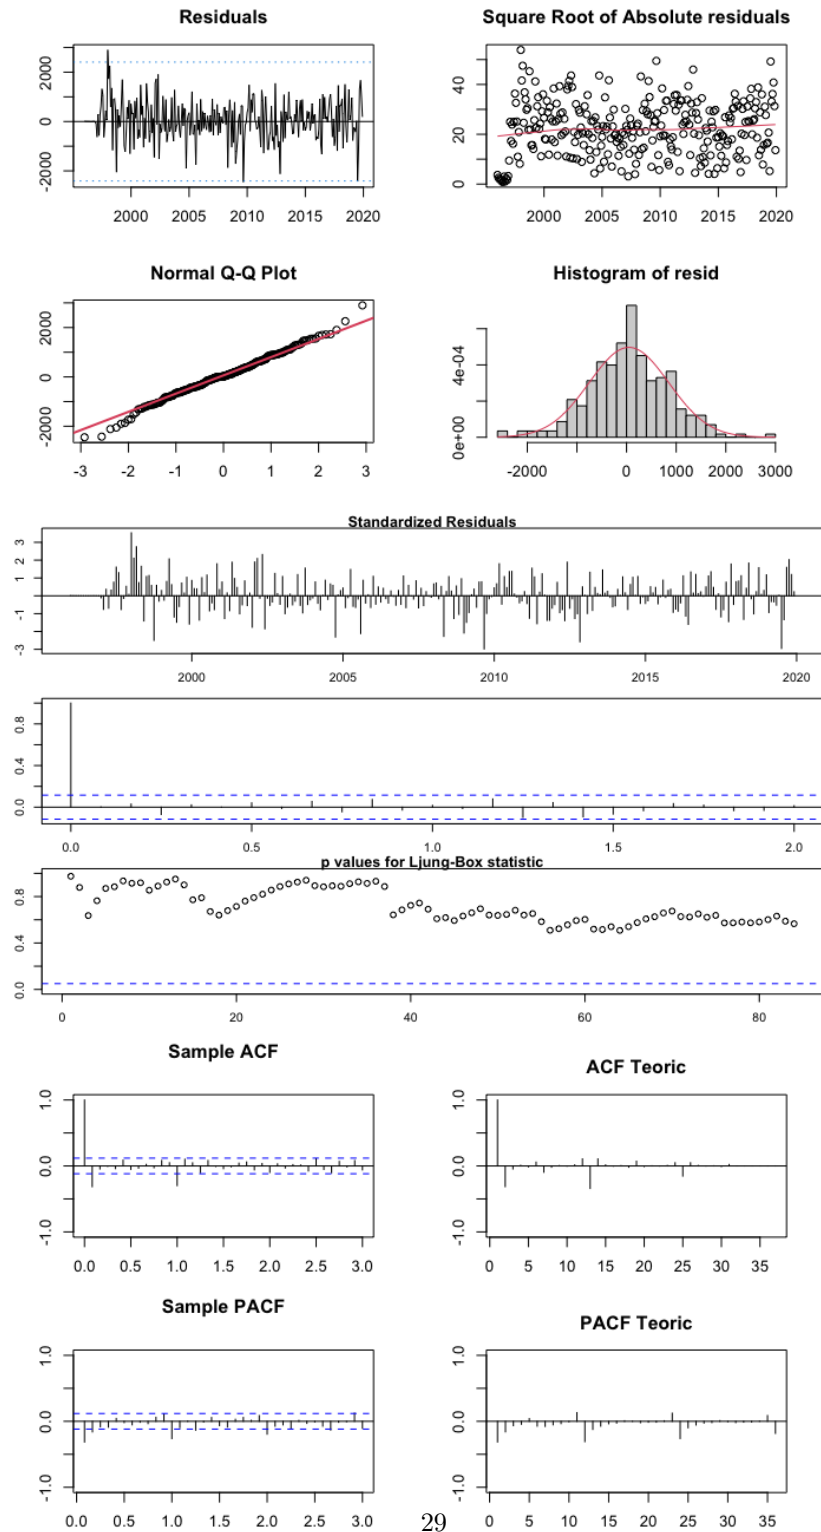 Residuals
Square Root of Absolute residuals
-2000 0 2000
0 20 40
2000 2005 2010 2015 2020
2000 2005 2010 2015 2020
Normal Q-Q Plot
Histogram of resid
-2000 0 2000
0e+00 4e-04
-3 -2 -1 0 1 2 3
-2000 0 1000 2000 3000
Standardized Residuals
-3 -1 1 2 3
2000 2005 2010 2015 2020
0.0 0.4 0.8
0.0 0.5 1.0 1.5 2.0
p values for Ljung-Box statistic
0.0 0.4 0.8
0 20 40 60 80
Sample ACF
ACF Teoric
-1.0 0.0 1.0
-1.0 0.0 1.0
0.0 0.5 1.0 1.5 2.0 2.5 3.0
0 5 10 15 20 25 30 35
Sample PACF
PACF Teoric
-1.0 0.0 1.0
-1.0 0.0 1.0
0.0 0.5 1.0 1.5 2.0 2.5 3.0
0 5 10 15 20 25 30 35
29